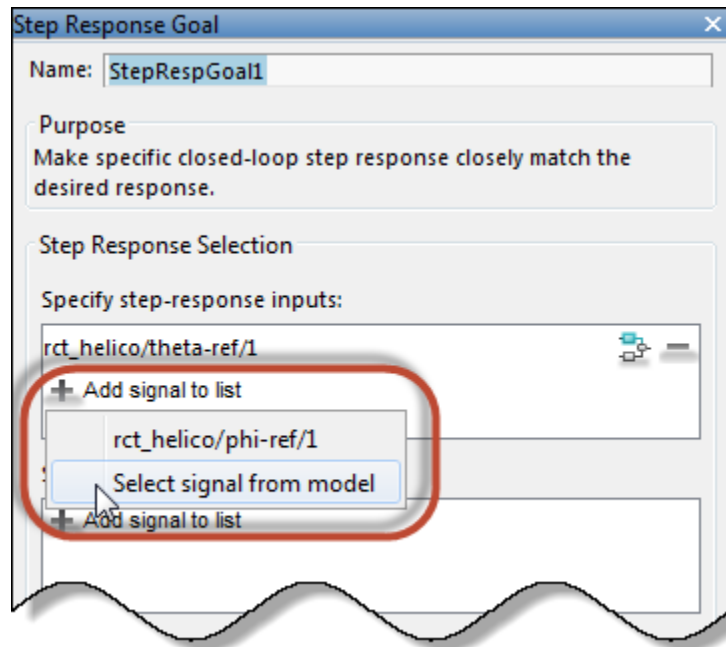 Step Response Goal
Name: StepRespGoal1
Purpose
Make specific closed-loop step response closely match the
desired response.
Step Response Selection
Specify step-response inputs:
rct_helico/theta-ref/1
Add signal to list
rct_helico/phi-ref/1
Select signal from model
Add signal to list